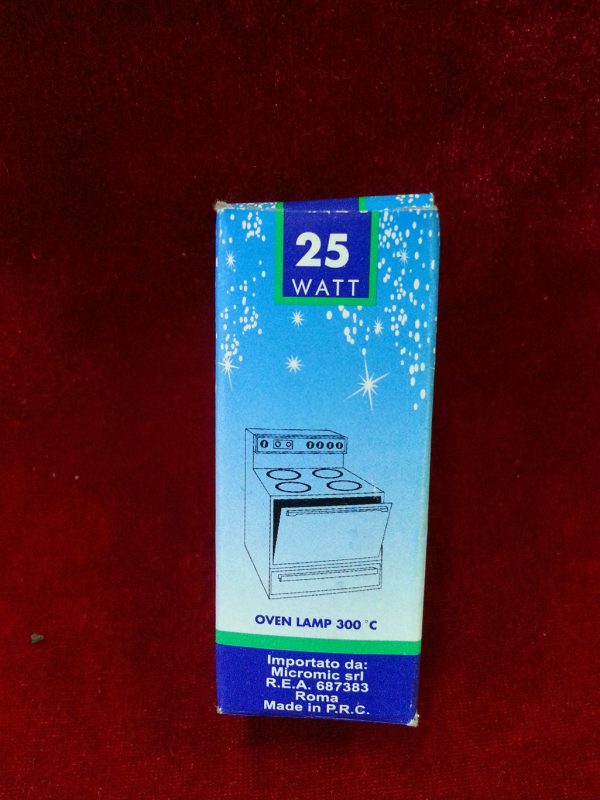 25
WATT
OVEN LAMP 300 °C
Importato da:
Micromic srl
R.E.A. 687383
Roma
Made in P.R.C.